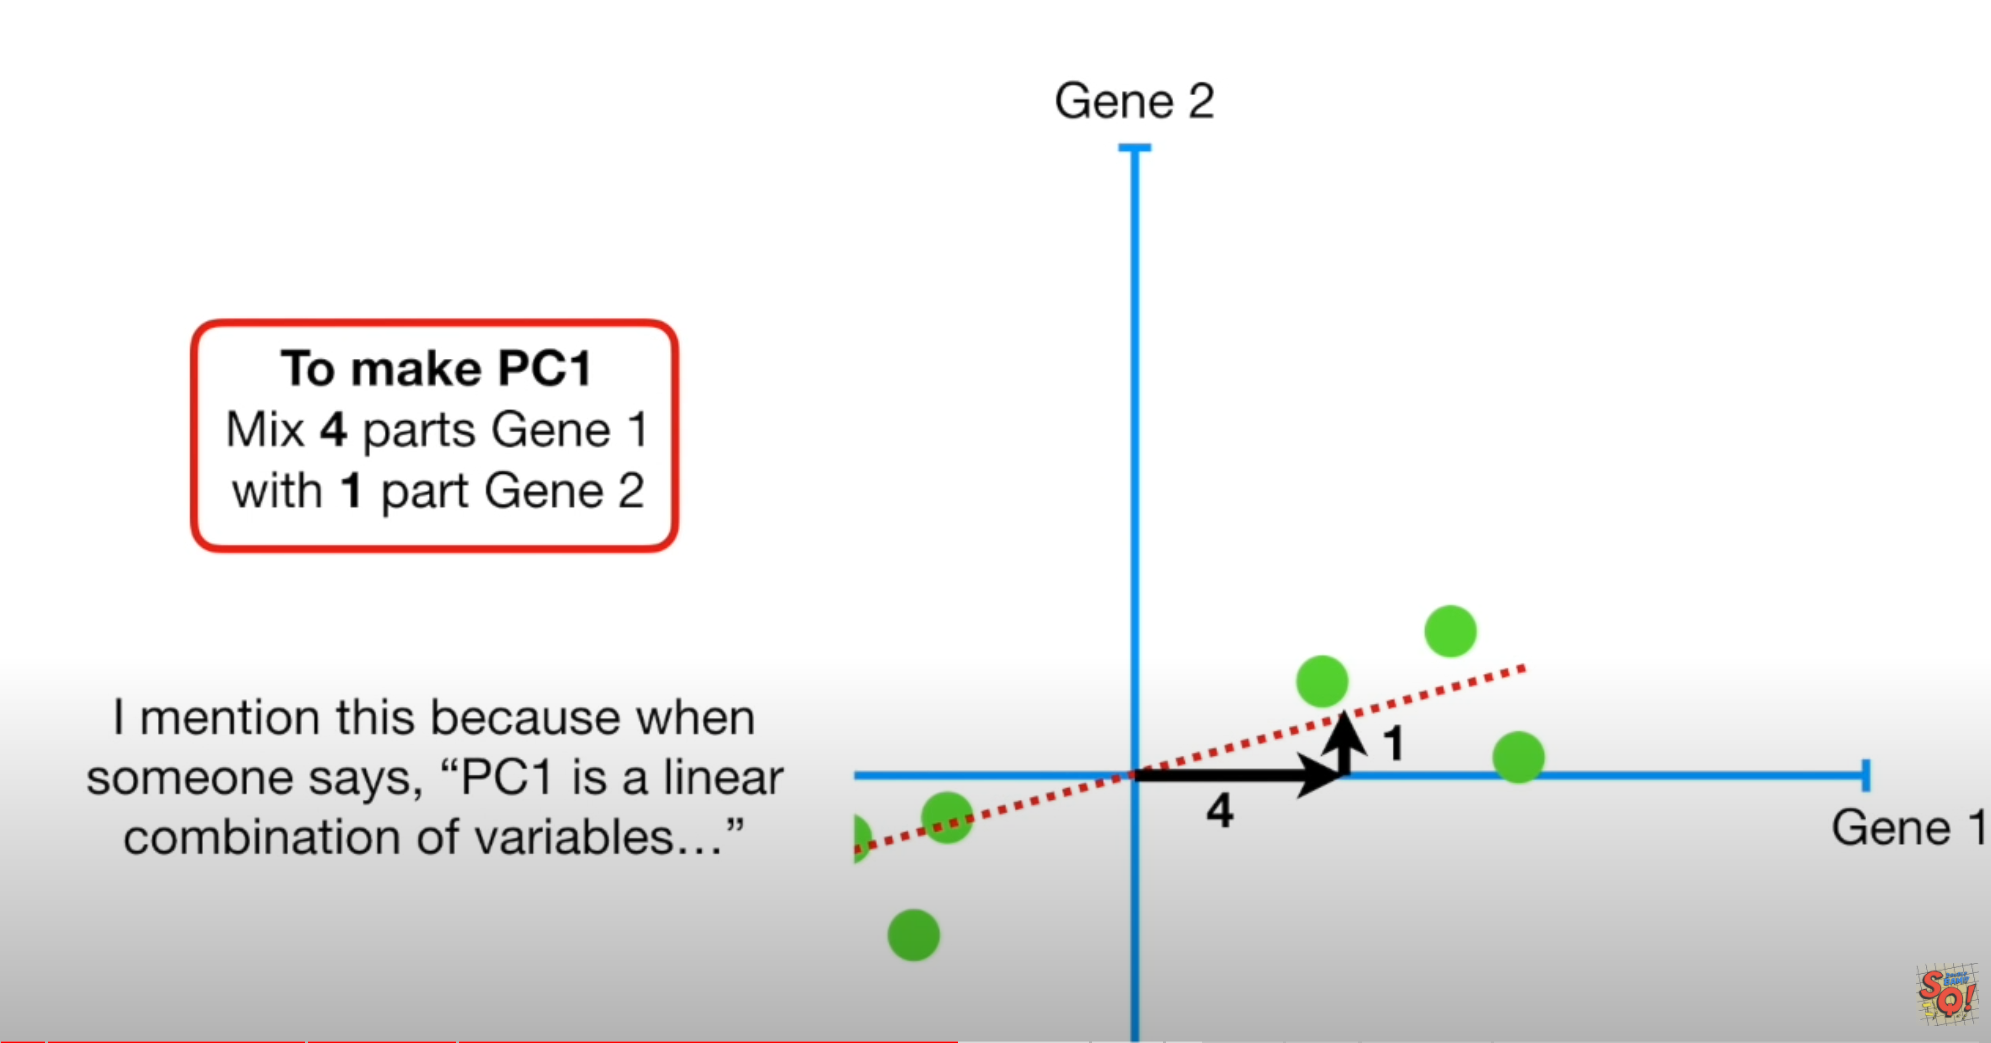 Gene 2
To make PC1
Mix 4 parts Gene 1
with 1 part Gene 2
I mention this because when
someone says, “PC1 is a linear
combination of variables…”
1
4
Gene 1
SQ!